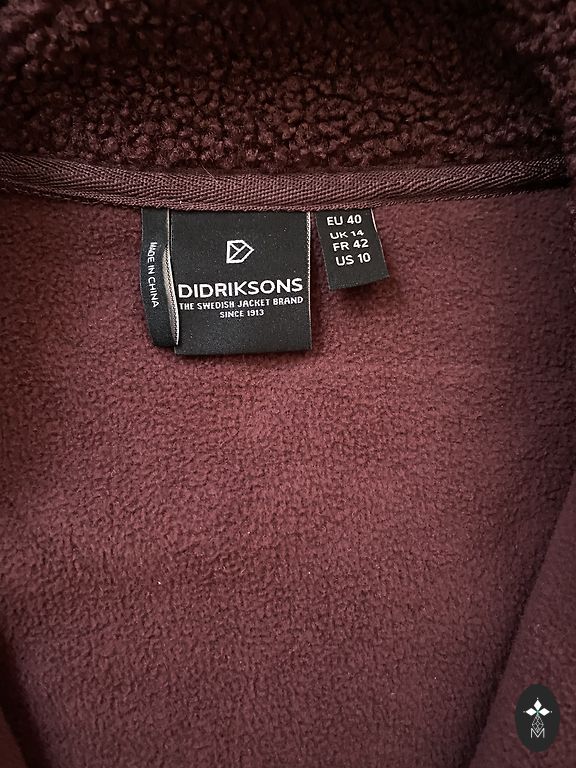 MADE IN CHINA
DIDRIKSONS
THE SWEDISH JACKET BRAND
SINCE 1913
EU 40
UK 14
FR 42
US 10
M